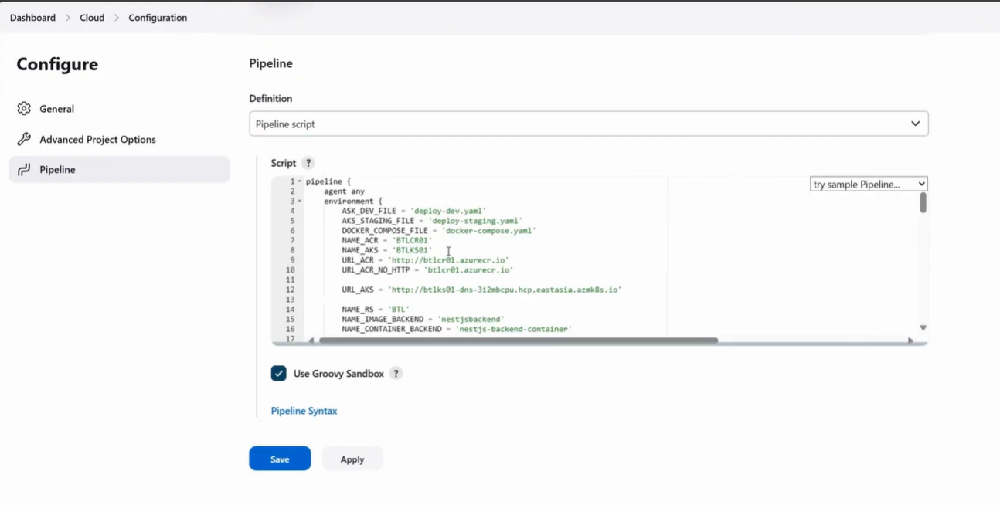 Dashboard > Cloud > Configuration
Configure
General
Advanced Project Options
Pipeline
Pipeline
Definition
Pipeline script
Script ?
try sample Pipeline...
1 pipeline {
2 agent any
3 environment {
4 ASK_DEV_FILE = 'deploy-dev.yaml'
5 AKS_STAGING_FILE = 'deploy-staging.yaml'
6 DOCKER_COMPOSE_FILE = 'docker-compose.yaml'
7 NAME_ACR = 'BTLCR01'
8 NAME_AKS = 'BTLKS01'
9 URL_ACR = 'http://btlcr01.azurecr.io'
10 URL_ACR_NO_HTTP = 'btlcr01.azurecr.io'
11
12 URL_AKS = 'http://btlks01-dns-3i2mbcpu.hcp.eastasia.azmk8s.io'
13
14 NAME_RS = 'BTL'
15 NAME_IMAGE_BACKEND = 'nestjsbackend'
16 NAME_CONTAINER_BACKEND = 'nestjs-backend-container'
17
Use Groovy Sandbox ?
Pipeline Syntax
Save
Apply